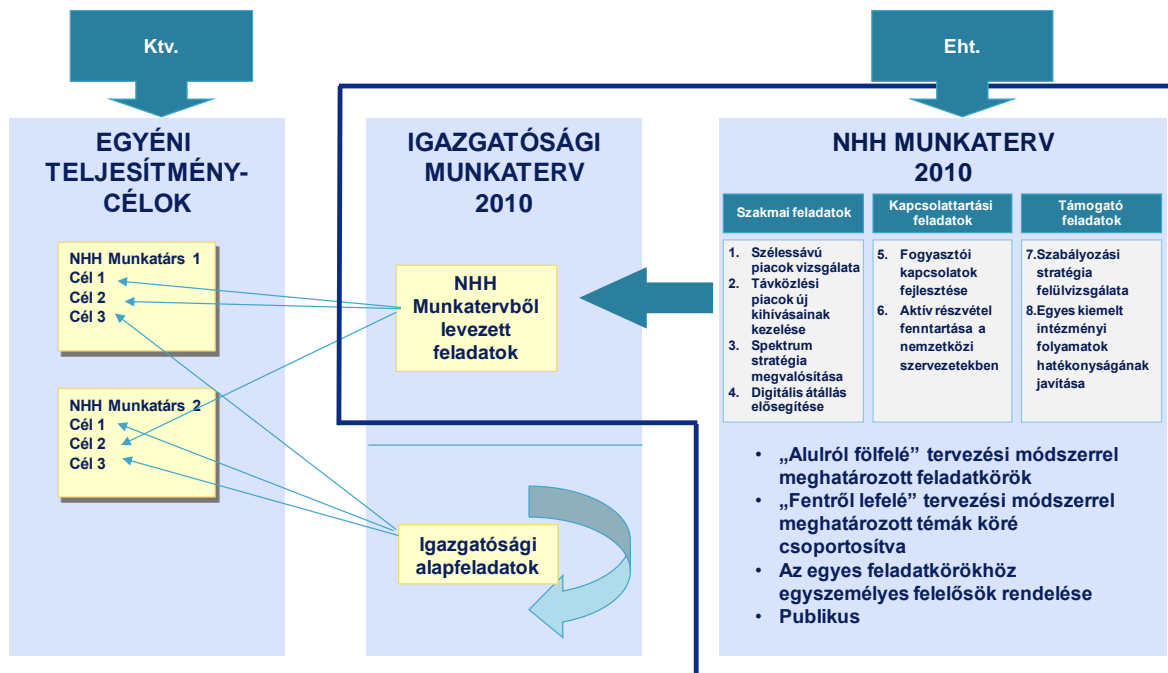 Ktv.
Eht.
EGYÉNI
TELJESÍTMÉNY-
CÉLOK
NHH Munkatárs 1
Cél 1
Cél 2
Cél 3
NHH Munkatárs 2
Cél 1
Cél 2
Cél 3
IGAZGATÓSÁGI
MUNKATERV
2010
NHH
Munkatervből
levezett
feladatok
Igazgatósági
alapfeladatok
NHH MUNKATERV
2010
Szakmai feladatok
1. Szélessávú
piacok vizsgálata
2. Távközlési
piacok új
kihívásainak
kezelése
3. Spektrum
stratégia
megvalósítása
4. Digitális átállás
elősegítése
Kapcsolattartási
feladatok
5. Fogyasztói
kapcsolatok
fejlesztése
6. Aktív részvétel
fenntartása a
nemzetközi
szervezetekben
Támogató
feladatok
7.Szabályozási
stratégia
felülvizsgálata
8.Egyes kiemelt
intézményi
folyamatok
hatékonyságának
javítása
• „Alulról fölfelé” tervezési módszerrel
meghatározott feladatkörök
• „Fentről lefelé” tervezési módszerrel
meghatározott témák köré
csoportosítva
• Az egyes feladatkörökhöz
egyszemélyes felelősök rendelése
• Publikus